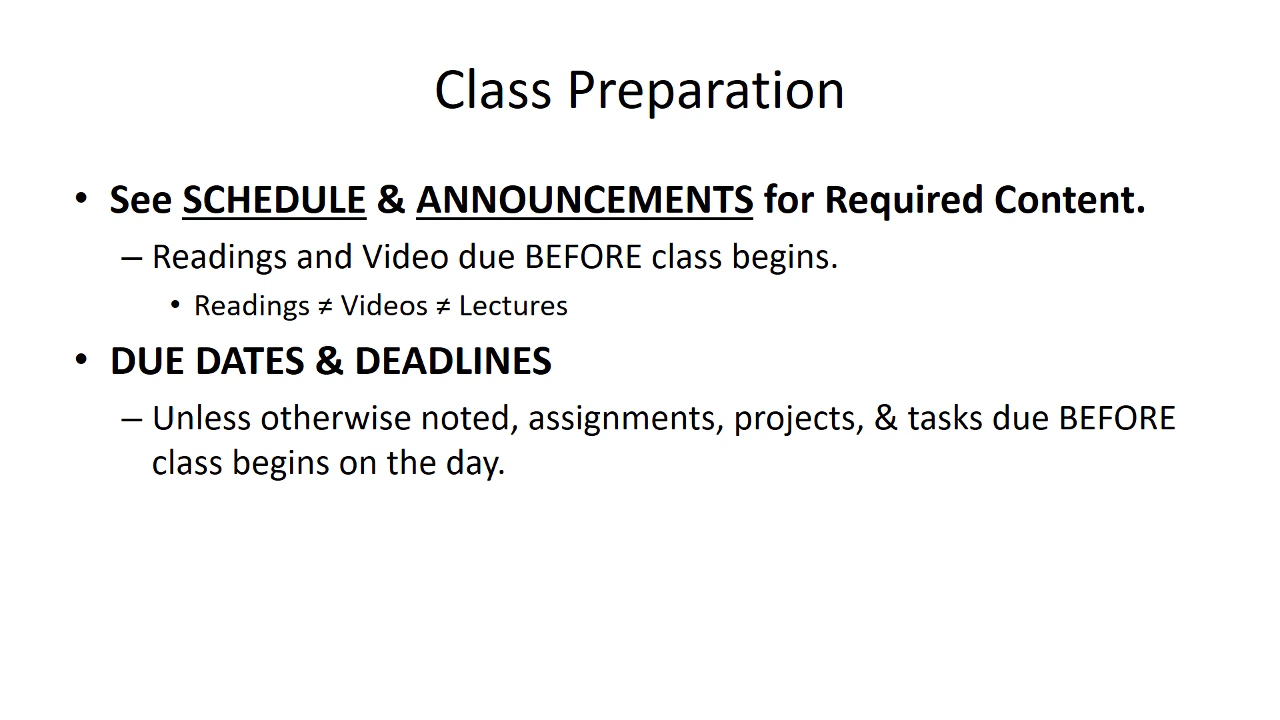 Class Preparation
• See SCHEDULE & ANNOUNCEMENTS for Required Content.
– Readings and Video due BEFORE class begins.
• Readings ≠ Videos ≠ Lectures
• DUE DATES & DEADLINES
– Unless otherwise noted, assignments, projects, & tasks due BEFORE
class begins on the day.